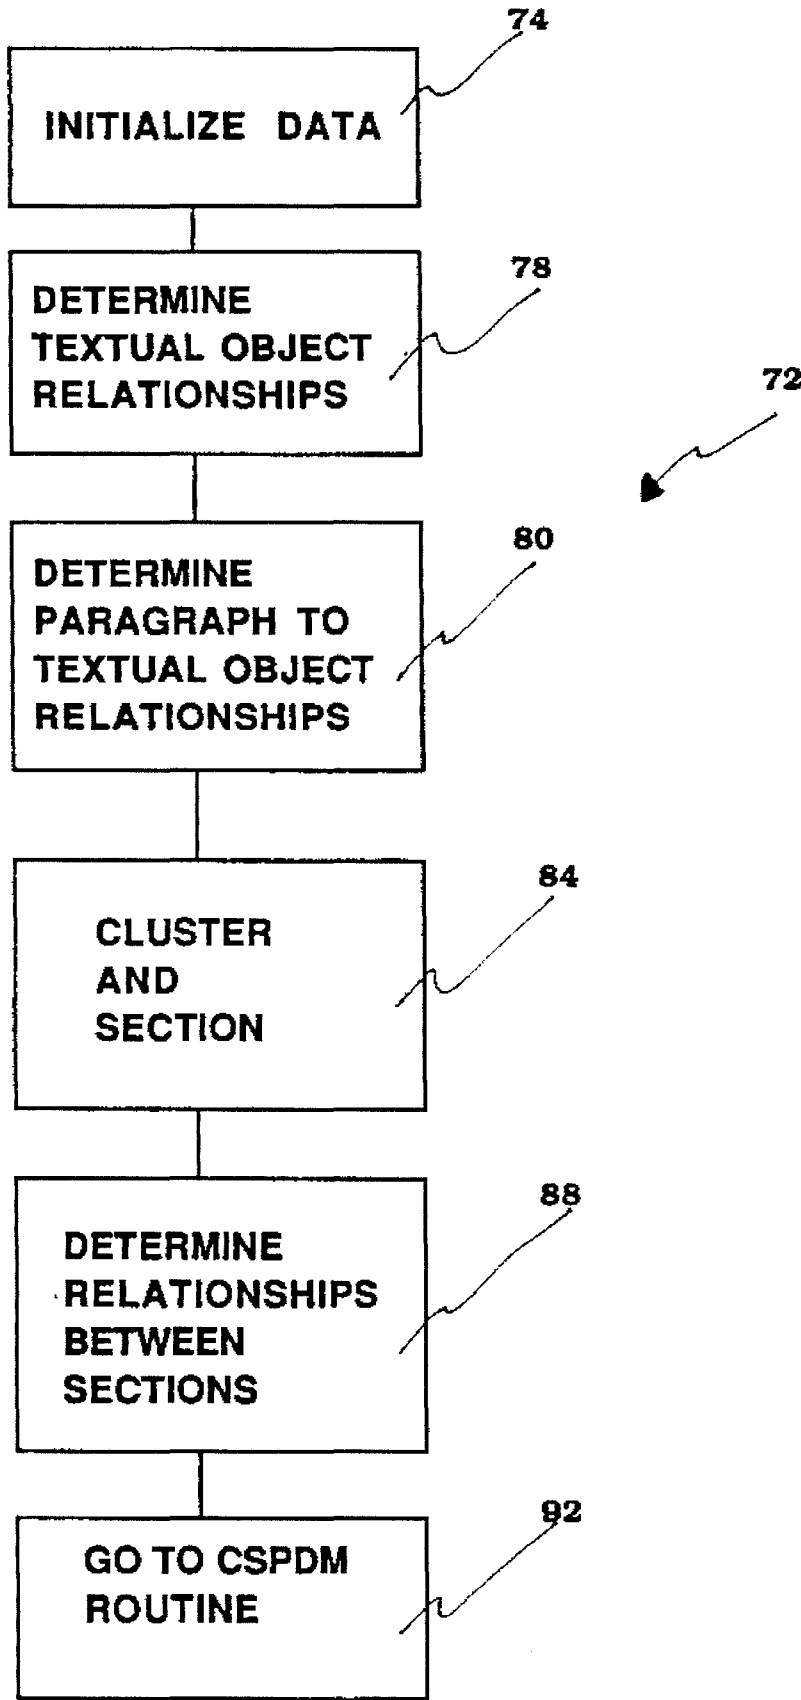 74
INITIALIZE DATA
78
DETERMINE
TEXTUAL OBJECT
RELATIONSHIPS
72
80
DETERMINE
PARAGRAPH TO
TEXTUAL OBJECT
RELATIONSHIPS
84
CLUSTER
AND
SECTION
88
DETERMINE
RELATIONSHIPS
BETWEEN
SECTIONS
92
GO TO CSPDM
ROUTINE